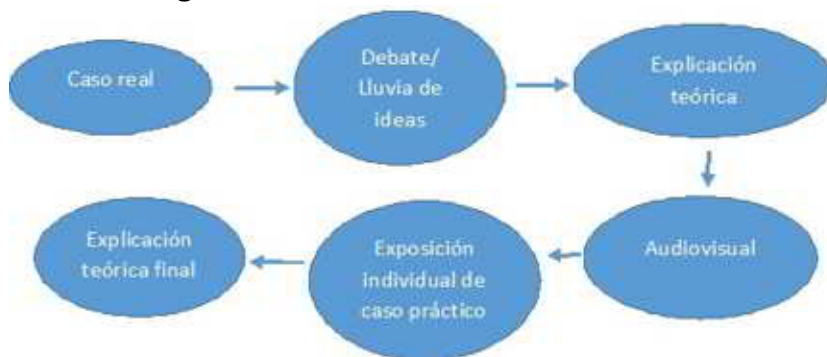 Caso real
Debate/
Lluvia de
ideas
Explicación
teórica
Audiovisual
Exposición
individual de
caso práctico
Explicación
teórica final